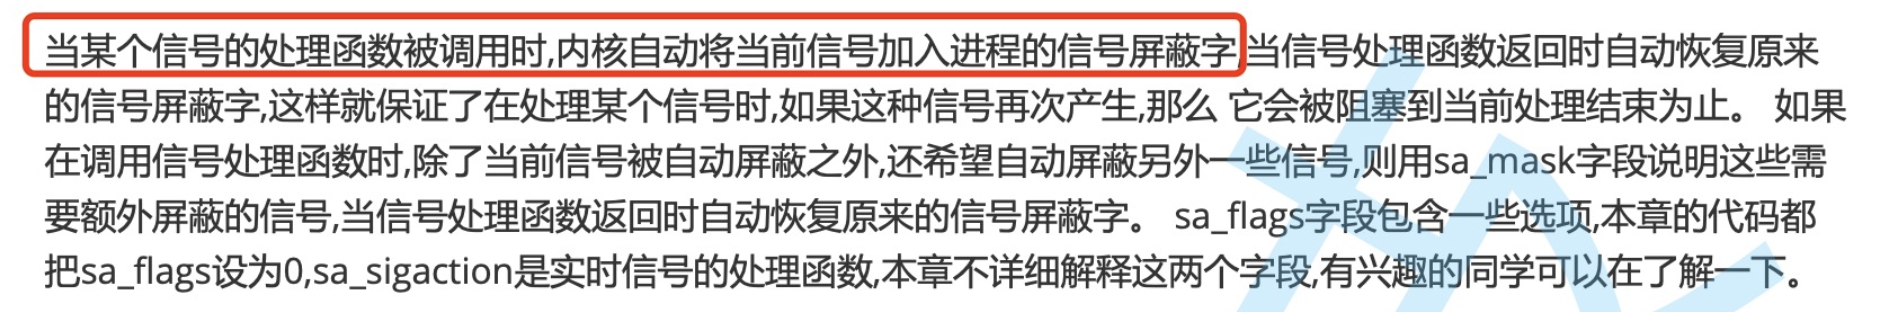 当某个信号的处理函数被调用时,内核自动将当前信号加入进程的信号屏蔽字,当信号处理函数返回时自动恢复原来
的信号屏蔽字,这样就保证了在处理某个信号时,如果这种信号再次产生,那么 它会被阻塞到当前处理结束为止。 如果
在调用信号处理函数时,除了当前信号被自动屏蔽之外,还希望自动屏蔽另外一些信号,则用sa_mask字段说明这些需
要额外屏蔽的信号,当信号处理函数返回时自动恢复原来的信号屏蔽字。 sa_flags字段包含一些选项,本章的代码都
把sa_flags设为0,sa_sigaction是实时信号的处理函数,本章不详细解释这两个字段,有兴趣的同学可以在了解一下。